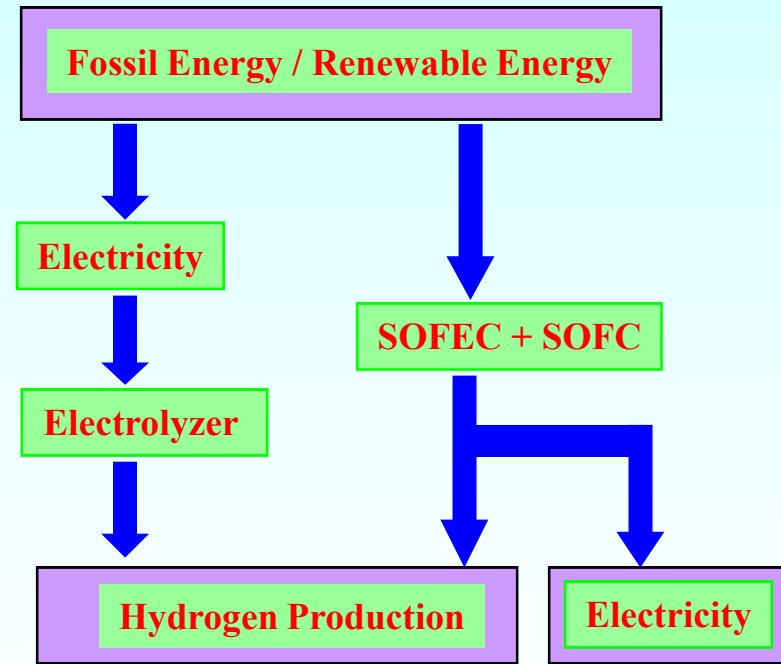 Fossil Energy / Renewable Energy
Electricity
SOFEC + SOFC
Electrolyzer
Hydrogen Production
Electricity